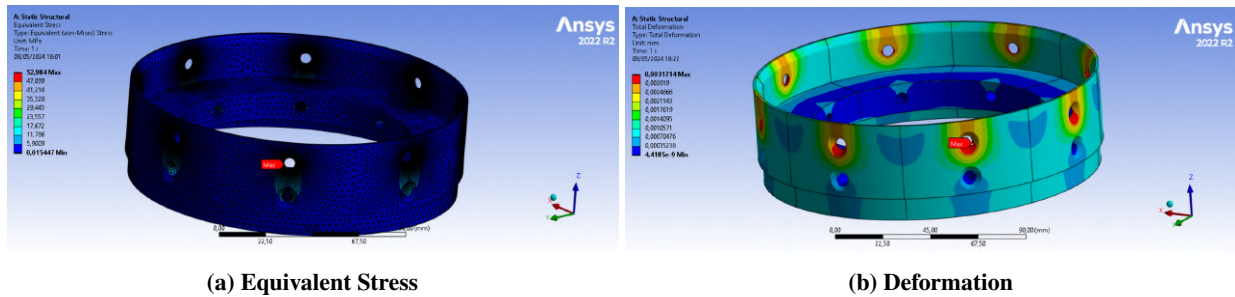 A: Static Structural
Equivalent Stress
Type: Equivalent (von-Mises) Stress
Unit: MPa
Time: 1 s
08/05/2024 18:01
52,984 Max
47,099
41,214
35,328
29,443
23,557
17,672
11,786
5,9009
0,015447 Min
Ansys
2022 R2
Max
Z
X
Y
0,00
22,50
67,50
(mm)
(a) Equivalent Stress
A: Static Structural
Total Deformation
Type: Total Deformation
Unit: mm
Time: 1 s
08/05/2024 18:22
0,0031714 Max
0,002819
0,0024666
0,0021143
0,0017619
0,0014095
0,0010571
0,00070476
0,00035238
4,4185e-9 Min
Ansys
2022 R2
Max
Z
X
Y
0,00
45,00
90,00 (mm)
22,50
67,50
(b) Deformation